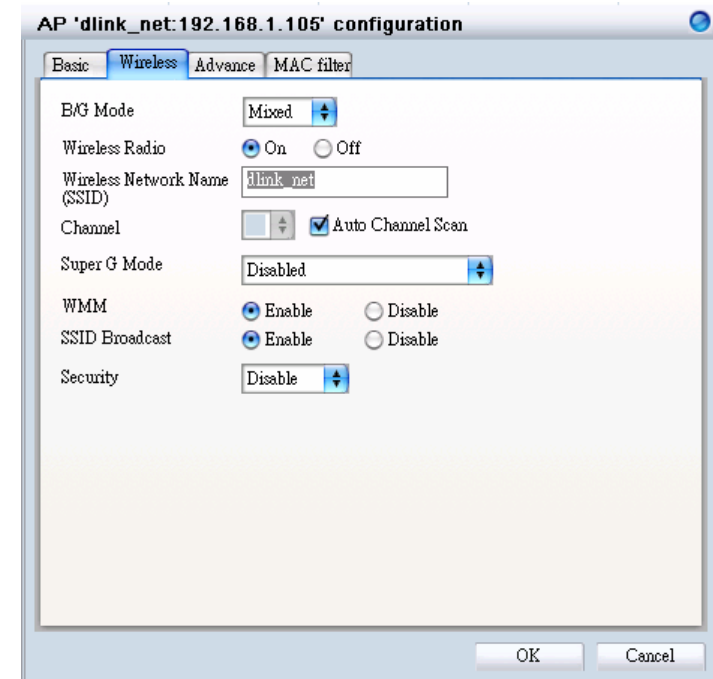 AP 'dlink_net:192.168.1.105' configuration
Basic Wireless Advance MAC filter
B/G Mode Mixed
Wireless Radio On Off
Wireless Network Name dlink_net
(SSID)
Channel Auto Channel Scan
Super G Mode Disabled
WMM Enable Disable
SSID Broadcast Enable Disable
Security Disable
OK Cancel